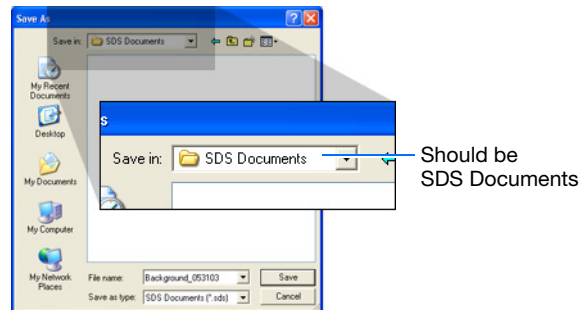 Save As
Save in: SDS Documents
My Recent
Documents
Desktop
My Documents
My Computer
My Network
Places
s
Save in: SDS Documents
Should be
SDS Documents
File name: Background_053103 Save
Save as type: SDS Documents (*.sds) Cancel